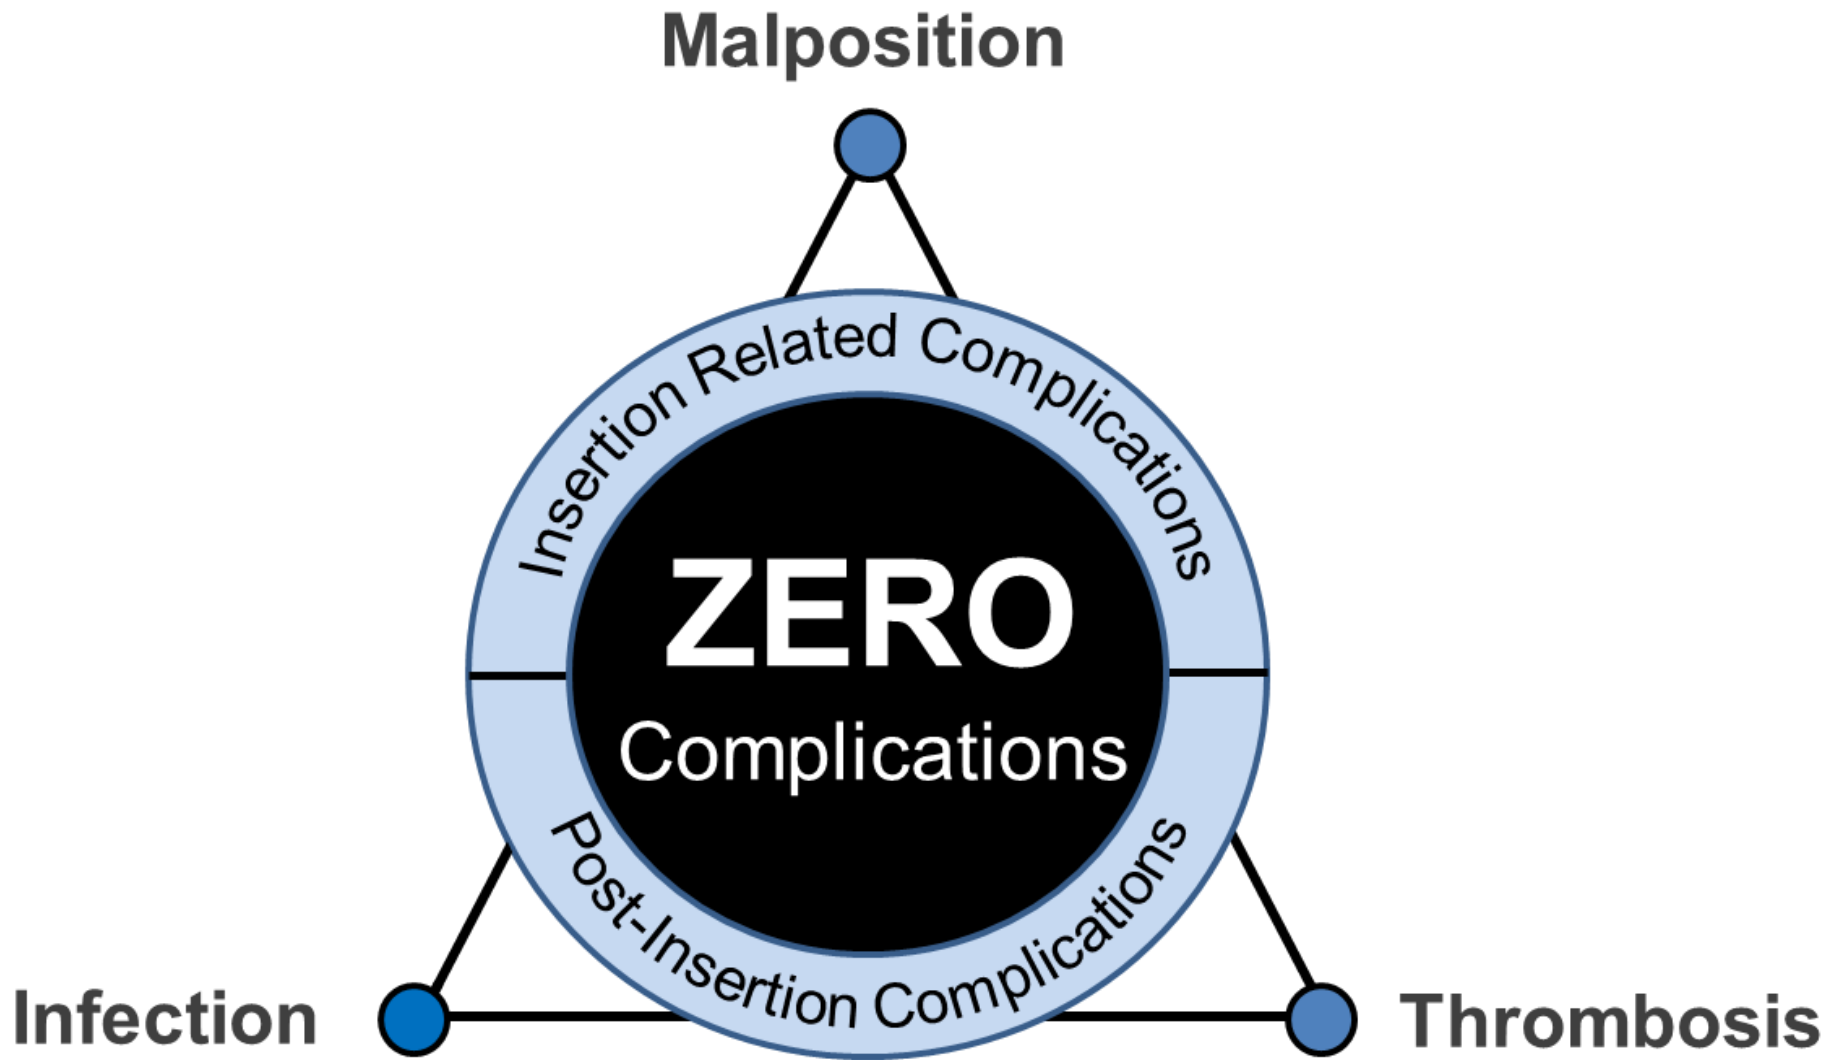 Malposition
Insertion Related Complications
ZERO
Complications
Post-Insertion Complications
Infection
Thrombosis